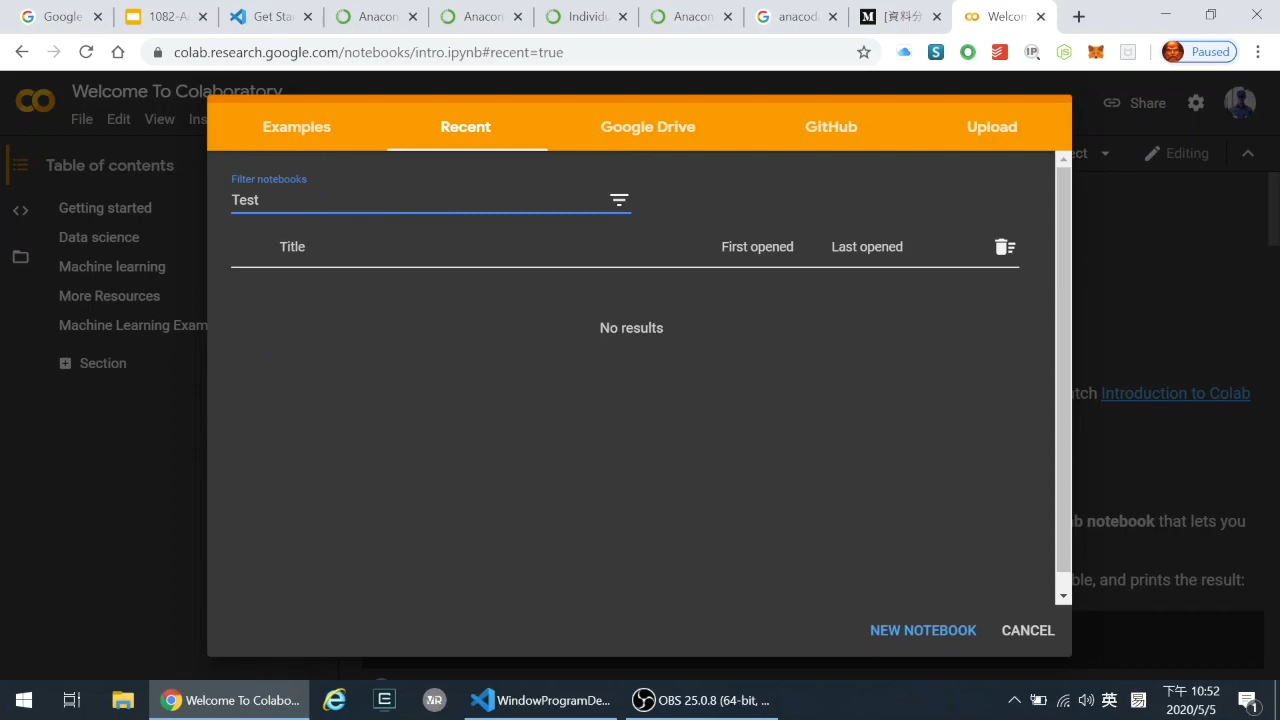 Google
1082-A
GetStar
Anacon
Anacon
Individu
Anacon
anacod
[資料分
Welcon
colab.research.google.com/notebooks/intro.ipynb#recent=true
Paused
Welcome To Colaboratory
File Edit View Ins
Share
Examples Recent Google Drive GitHub Upload
ect
Editing
Table of contents
Getting started
Data science
Machine learning
More Resources
Machine Learning Exam
Section
Filter notebooks
Test
Title First opened Last opened
No results
atch Introduction to Colab
b notebook that lets you
ble, and prints the result:
NEW NOTEBOOK CANCEL
Welcome To Colabo...
WindowProgramDe...
OBS 25.0.8 (64-bit, ...
英
下午 10:52
2020/5/5
1